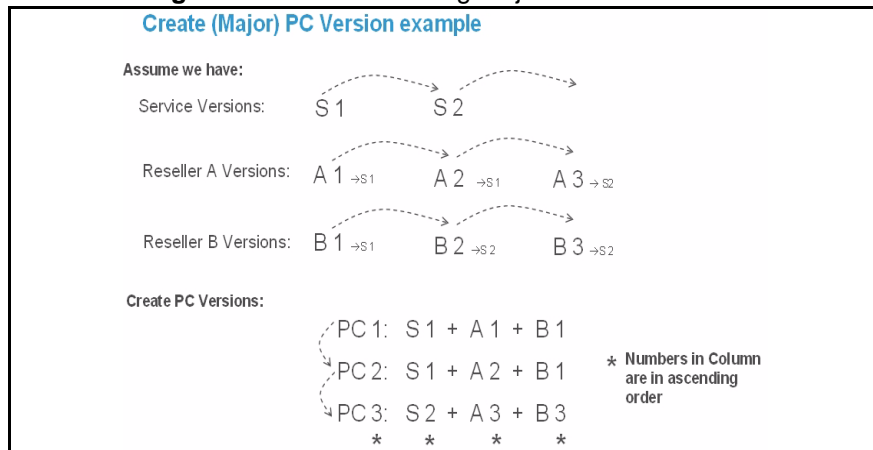 Create (Major) PC Version example
Assume we have:
Service Versions: S 1 S 2
Reseller A Versions: A 1 →S1 A 2 →S1 A 3 →S2
Reseller B Versions: B 1 →S1 B 2 →S2 B 3 →S2
Create PC Versions:
PC 1: S 1 + A 1 + B 1
PC 2: S 1 + A 2 + B 1
PC 3: S 2 + A 3 + B 3
* * * *
* Numbers in Column
are in ascending
order